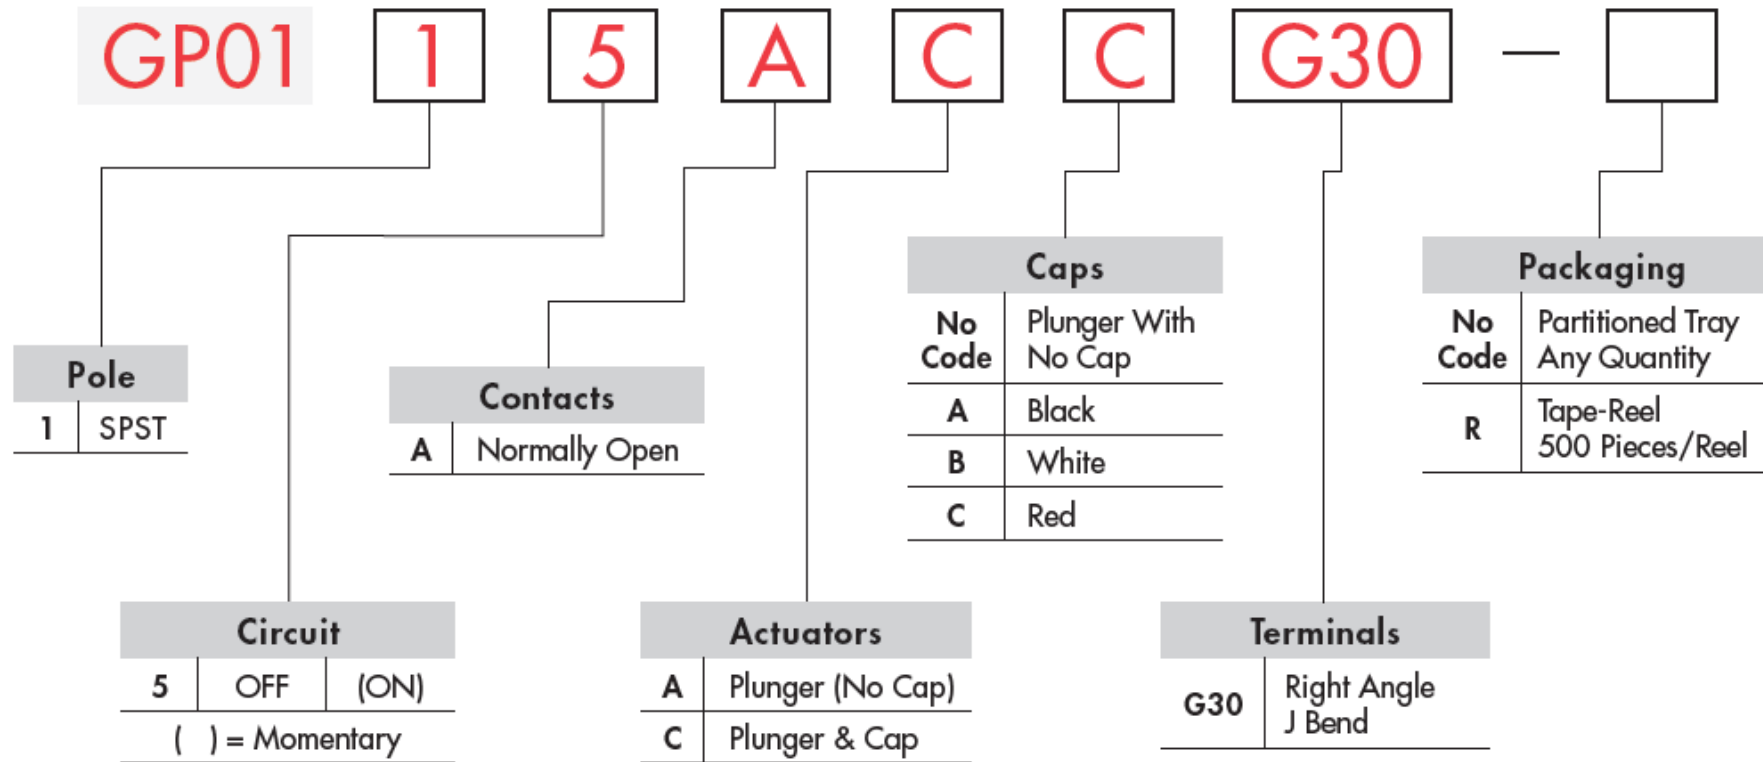 GP01 1 5 A C C G30 —
Pole
1 SPST
Contacts
A Normally Open
Caps
No Code Plunger With
No Cap
A Black
B White
C Red
Packaging
No Code Partitioned Tray
Any Quantity
R Tape-Reel
500 Pieces/Reel
Circuit
5 OFF (ON)
( ) = Momentary
Actuators
A Plunger (No Cap)
C Plunger & Cap
Terminals
G30 Right Angle
J Bend